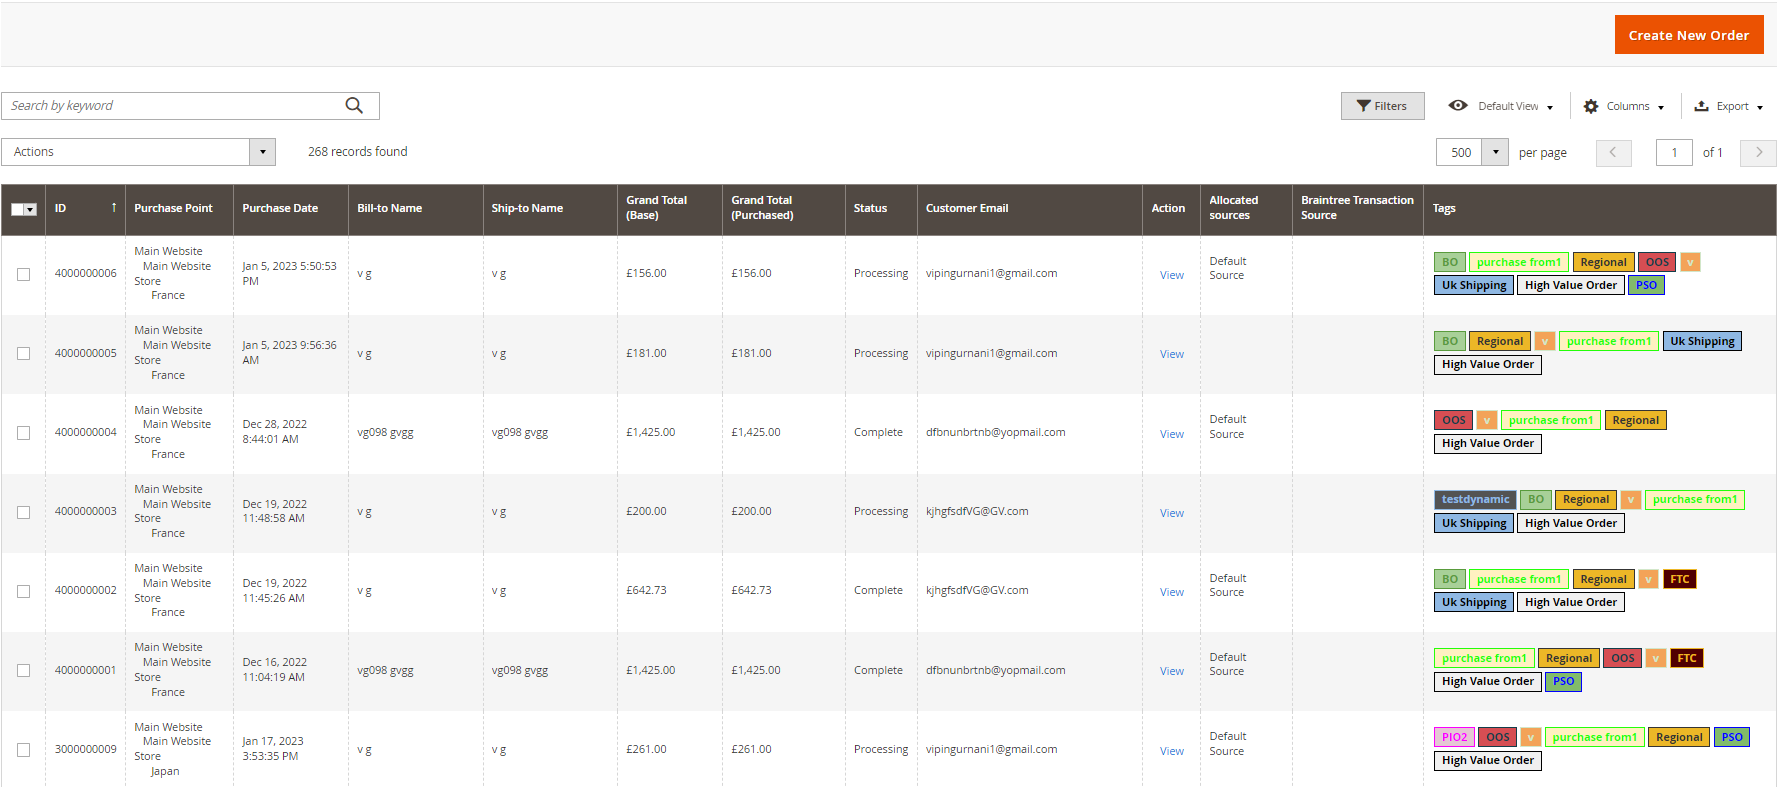 Create New Order
Search by keyword
Filters Default View Columns Export
Actions 268 records found 500 per page 1 of 1
ID ↑ Purchase Point Purchase Date Bill-to Name Ship-to Name Grand Total (Base) Grand Total (Purchased) Status Customer Email Action Allocated sources Braintree Transaction Source Tags
4000000006
Main Website
Main Website
Store
France
Jan 5, 2023 5:50:53
PM
v g
v g
£156.00
£156.00
Processing
vipingurnani1@gmail.com
View
Default
Source
BO purchase from1 Regional OOS v
Uk Shipping High Value Order PSO
4000000005
Main Website
Main Website
Store
France
Jan 5, 2023 9:56:36
AM
v g
v g
£181.00
£181.00
Processing
vipingurnani1@gmail.com
View
BO Regional v purchase from1 Uk Shipping
High Value Order
4000000004
Main Website
Main Website
Store
France
Dec 28, 2022
8:44:01 AM
vg098 gvgg
vg098 gvgg
£1,425.00
£1,425.00
Complete
dfbnunbrtnb@yopmail.com
View
Default
Source
OOS v purchase from1 Regional
High Value Order
4000000003
Main Website
Main Website
Store
France
Dec 19, 2022
11:48:58 AM
v g
v g
£200.00
£200.00
Processing
kjhgfsdfVG@GV.com
View
testdynamic BO Regional v purchase from1
Uk Shipping High Value Order
4000000002
Main Website
Main Website
Store
France
Dec 19, 2022
11:45:26 AM
v g
v g
£642.73
£642.73
Complete
kjhgfsdfVG@GV.com
View
Default
Source
BO purchase from1 Regional v FTC
Uk Shipping High Value Order
4000000001
Main Website
Main Website
Store
France
Dec 16, 2022
11:04:19 AM
vg098 gvgg
vg098 gvgg
£1,425.00
£1,425.00
Complete
dfbnunbrtnb@yopmail.com
View
Default
Source
purchase from1 Regional OOS v FTC
High Value Order PSO
3000000009
Main Website
Main Website
Store
Japan
Jan 17, 2023
3:53:35 PM
v g
v g
£261.00
£261.00
Processing
vipingurnani1@gmail.com
View
Default
Source
PIO2 OOS v purchase from1 Regional PSO
High Value Order